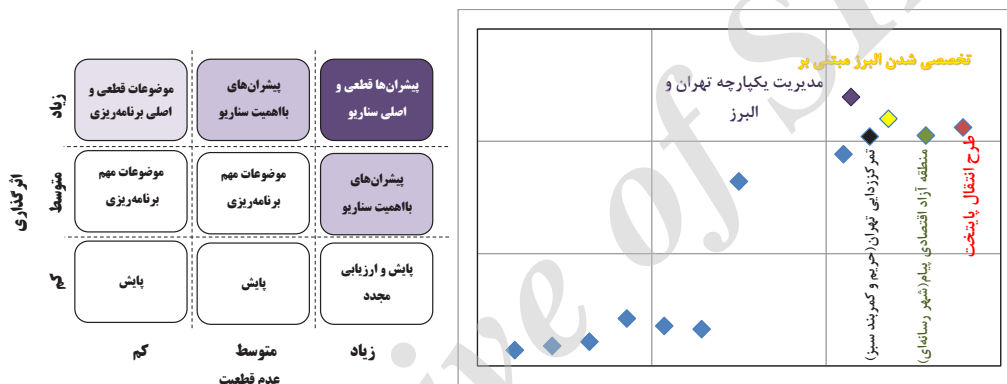 پیشران‌ها قطعی و
اصلی سناریو
پیشران‌های
بااهمیت سناریو
موضوعات قطعی و
اصلی برنامه‌ریزی
زیاد
پیشران‌های
بااهمیت سناریو
موضوعات مهم
برنامه‌ریزی
موضوعات مهم
برنامه‌ریزی
متوسط
اثرگذاری
پایش و ارزیابی
مجدد
پایش
پایش
کم
زیاد
متوسط
کم
عدم قطعیت
تخصصی شدن البرز مبتنی بر
مدیریت یکپارچه تهران و
البرز
طرح انتقال پایتخت
منطقه آزاد اقتصادی پیام(شهر رسانه‌ای)
تمرکززدایی تهران(حریم و کمربند سبز)